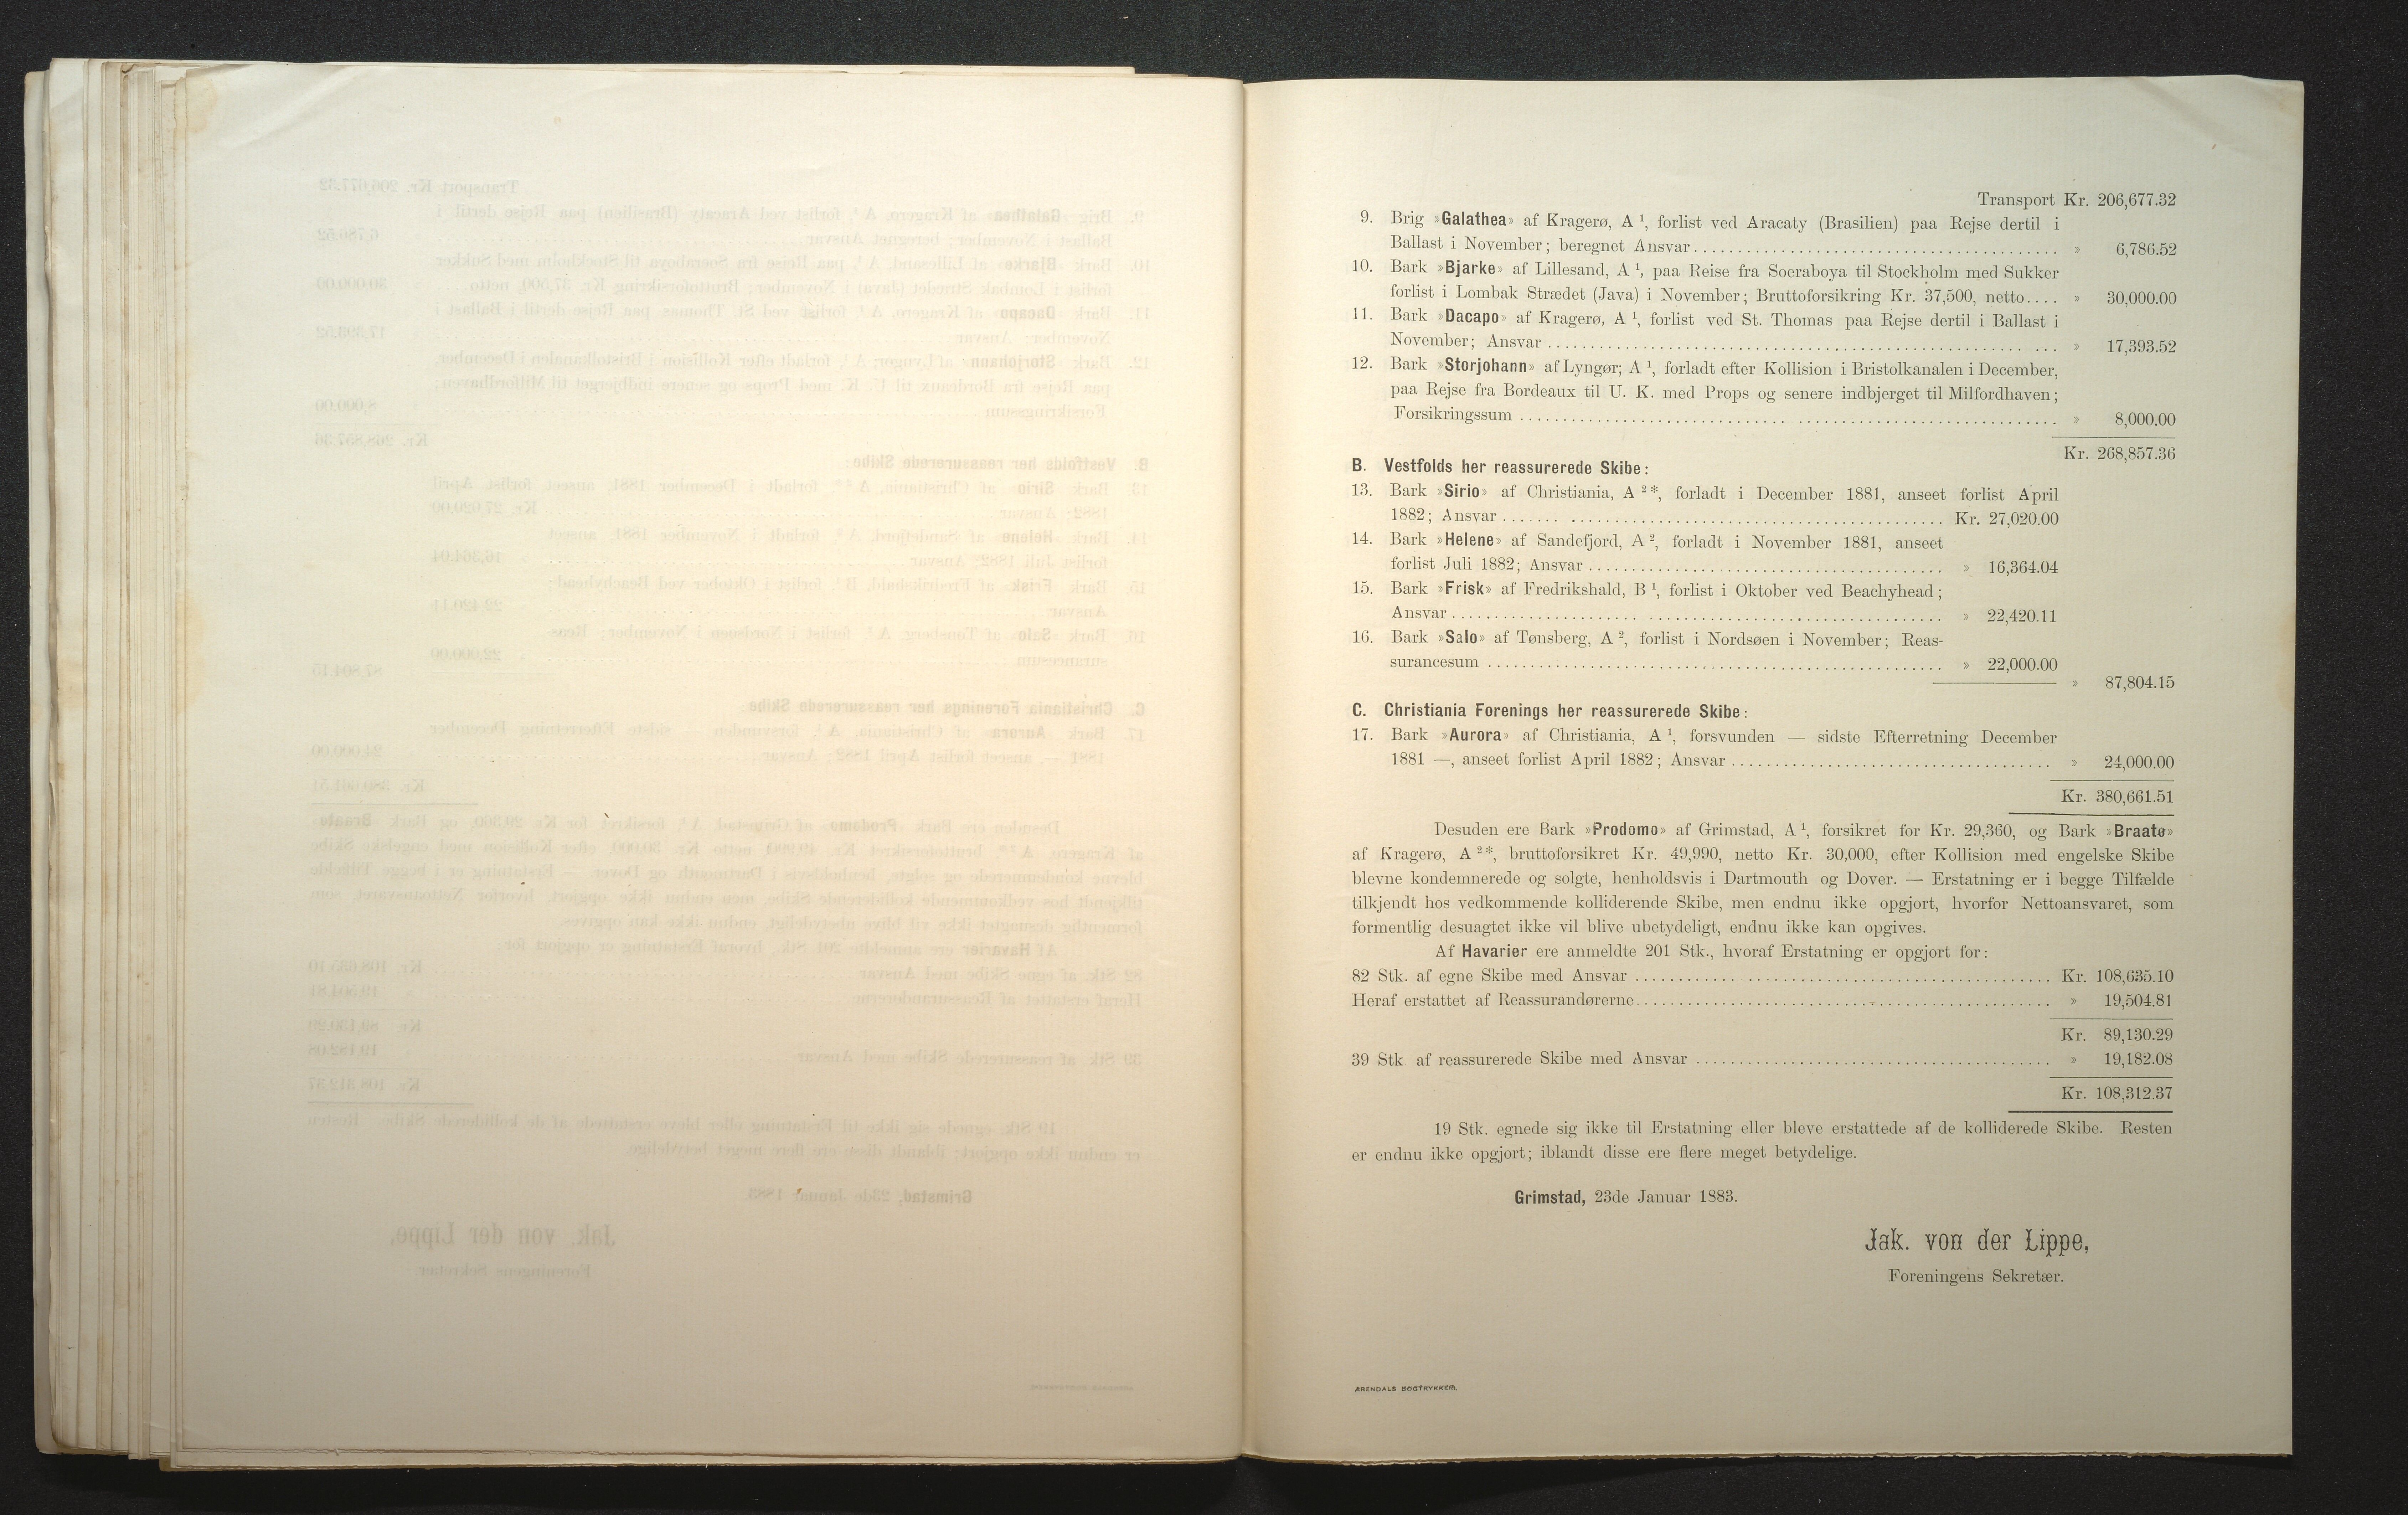 Transport Kr. 206,677.32
9. Brig »Galathea» af Kragerø, A ¹, forlist ved Aracaty (Brasilien) paa Rejse dertil i
Ballast i November; beregnet Ansvar........................................... » 6,786.52
10. Bark »Bjarke» af Lillesand, A ¹, paa Reise fra Soeraboya til Stockholm med Sukker
forlist i Lombak Strædet (Java) i November; Bruttoforsikring Kr. 37,500, netto.... » 30,000.00
11. Bark »Dacapo» af Kragerø, A ¹, forlist ved St. Thomas paa Rejse dertil i Ballast i
November; Ansvar ........................................................... » 17,393.52
12. Bark »Storjohann» af Lyngør; A ¹, forladt efter Kollision i Bristolkanalen i December,
paa Rejse fra Bordeaux til U. K. med Props og senere indbjerget til Milfordhaven;
Forsikringssum ............................................................. » 8,000.00
Kr. 268,857.36
B. Vestfolds her reassurerede Skibe:
13. Bark »Sirio» af Christiania, A ²*, forladt i December 1881, anseet forlist April
1882; Ansvar .................................................. Kr. 27,020.00
14. Bark »Helene» af Sandefjord, A ², forladt i November 1881, anseet
forlist Juli 1882; Ansvar ........................................ » 16,364.04
15. Bark »Frisk» af Fredrikshald, B ¹, forlist i Oktober ved Beachyhead;
Ansvar ........................................................ » 22,420.11
16. Bark »Salo» af Tønsberg, A ², forlist i Nordsøen i November; Reas-
surancesum .................................................... » 22,000.00
» 87,804.15
C. Christiania Forenings her reassurerede Skibe:
17. Bark »Aurora» af Christiania, A ¹, forsvunden — sidste Efterretning December
1881 —, anseet forlist April 1882; Ansvar ..................................... » 24,000.00
Kr. 380,661.51
Desuden ere Bark »Prodomo» af Grimstad, A ¹, forsikret for Kr. 29,360, og Bark »Braatø»
af Kragerø, A ²*, bruttoforsikret Kr. 49,990, netto Kr. 30,000, efter Kollision med engelske Skibe
blevne kondemnerede og solgte, henholdsvis i Dartmouth og Dover. — Erstatning er i begge Tilfælde
tilkjendt hos vedkommende kolliderende Skibe, men endnu ikke opgjort, hvorfor Nettoansvaret, som
formentlig desuagtet ikke vil blive ubetydeligt, endnu ikke kan opgives.
Af Havarier ere anmeldte 201 Stk., hvoraf Erstatning er opgjort for:
82 Stk. af egne Skibe med Ansvar .................................................. Kr. 108,635.10
Heraf erstattet af Reassurandørerne................................................. » 19,504.81
Kr. 89,130.29
39 Stk af reassurerede Skibe med Ansvar .......................................... » 19,182.08
Kr. 108,312.37
19 Stk. egnede sig ikke til Erstatning eller bleve erstattede af de kolliderede Skibe. Resten
er endnu ikke opgjort; iblandt disse ere flere meget betydelige.
Grimstad, 23de Januar 1883.
Jak. von der Lippe,
Foreningens Sekretær.
ARENDALS BOGTRYKKERI.